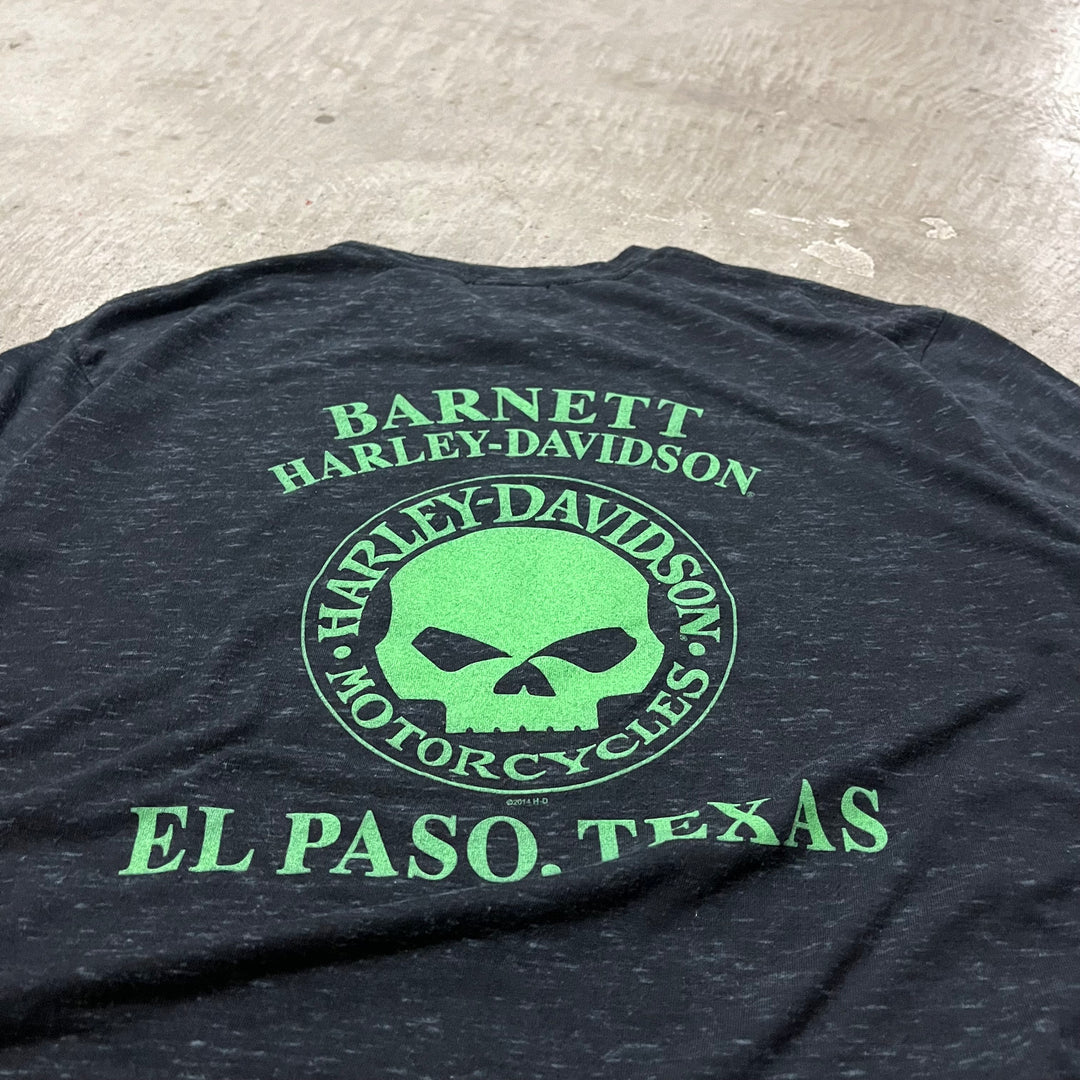 BARNETT
HARLEY-DAVIDSON®
HARLEY-DAVIDSON
• MOTORCYCLES •
©2014 H-D
EL PASO, TEXAS